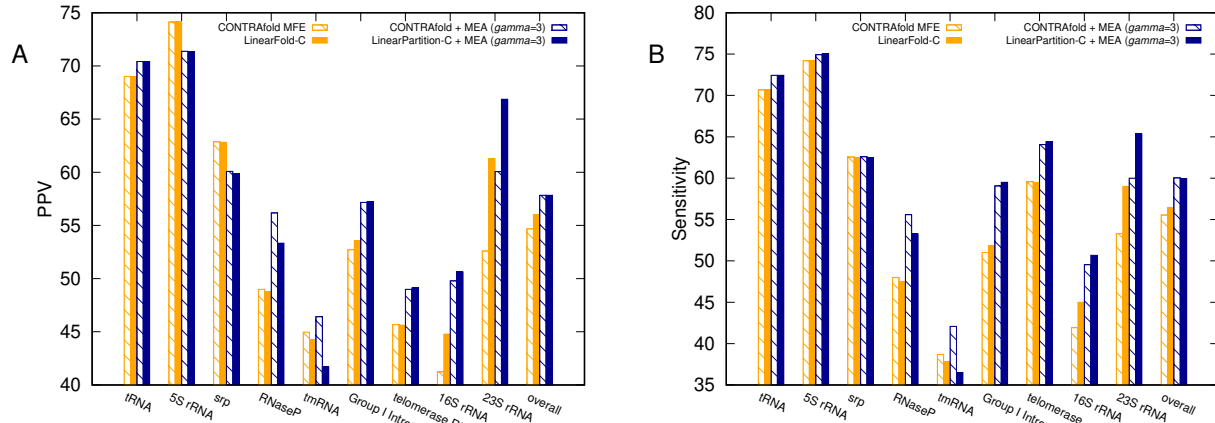 A
CONTRAfold MFE
LinearFold-C
CONTRAfold + MEA (gamma=3)
LinearPartition-C + MEA (gamma=3)
PPV
75
70
65
60
55
50
45
40
tRNA
5S rRNA
srp
RNaseP
tmRNA
Group I
telomerase
16S rRNA
23S rRNA
overall
B
CONTRAfold MFE
LinearFold-C
CONTRAfold + MEA (gamma=3)
LinearPartition-C + MEA (gamma=3)
Sensitivity
80
75
70
65
60
55
50
45
40
35
tRNA
5S rRNA
srp
RNaseP
tmRNA
Group I
telomerase
16S rRNA
23S rRNA
overall